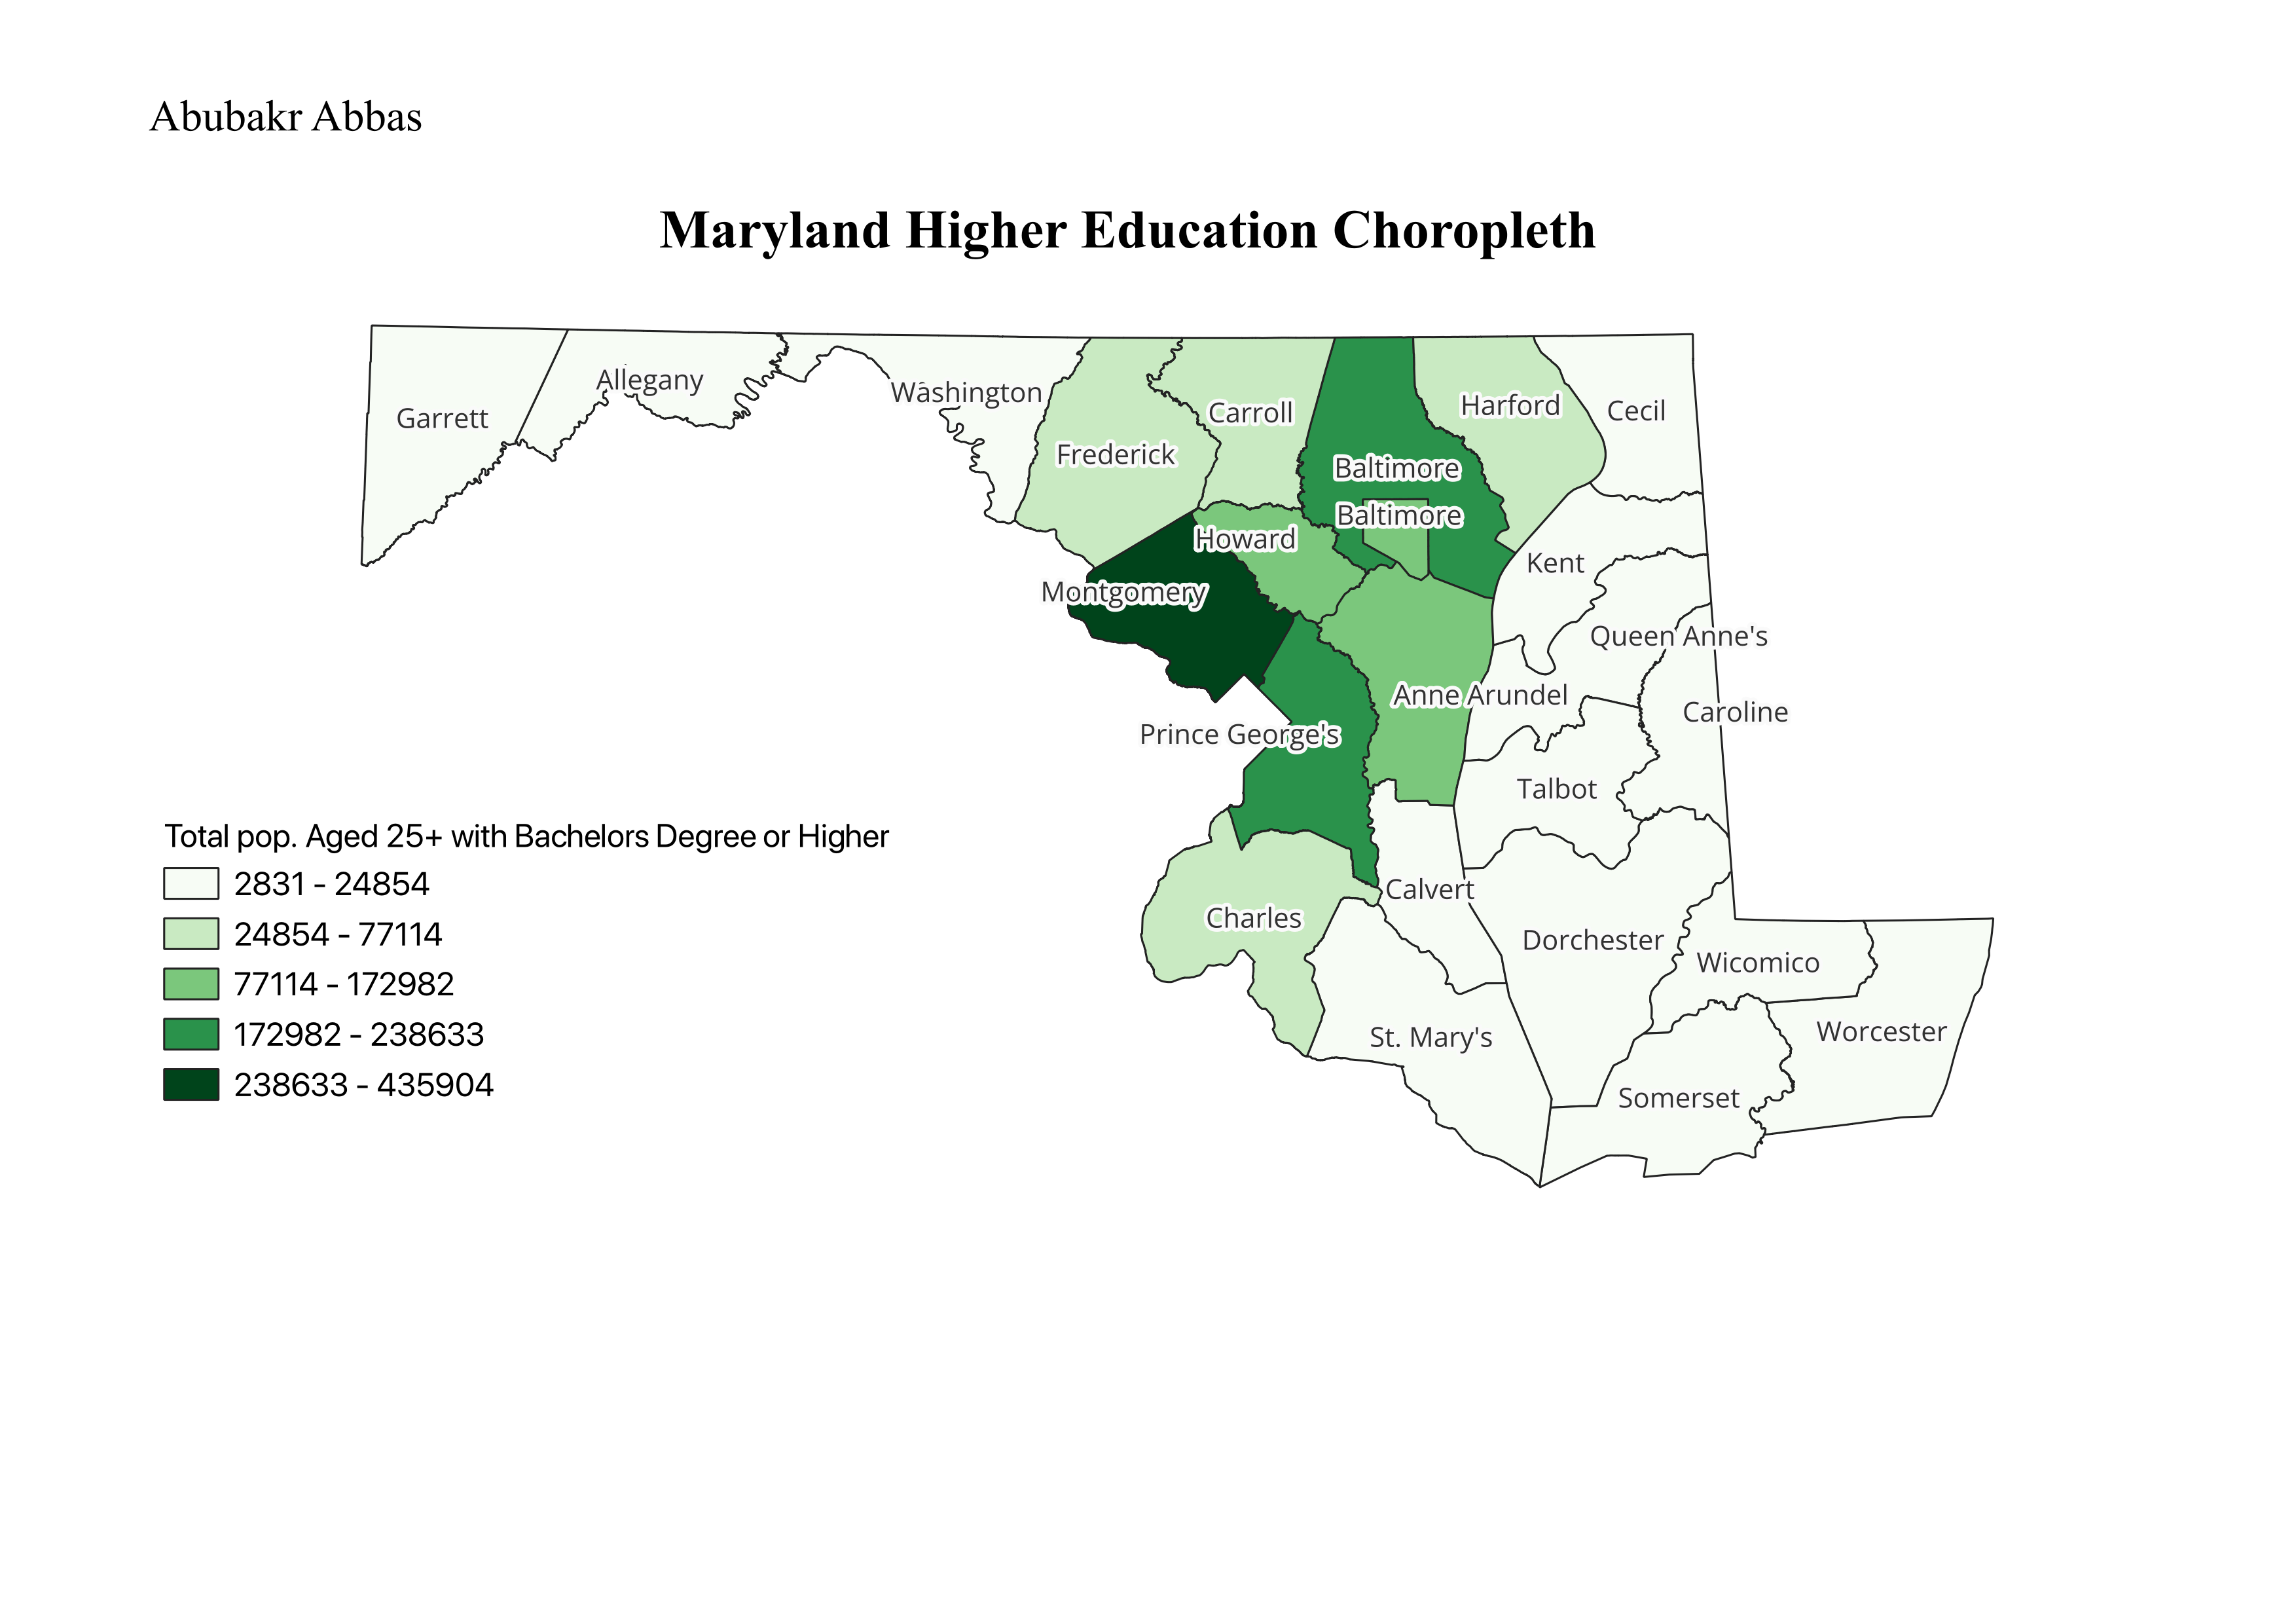 Abubakr Abbas
Maryland Higher Education Choropleth
Garrett
Allegany
Washington
Frederick
Carroll
Harford
Cecil
Baltimore
Baltimore
Howard
Kent
Montgomery
Queen Anne's
Anne Arundel
Caroline
Prince George's
Talbot
Calvert
Charles
Dorchester
Wicomico
St. Mary's
Worcester
Somerset
Total pop. Aged 25+ with Bachelors Degree or Higher
2831 - 24854
24854 - 77114
77114 - 172982
172982 - 238633
238633 - 435904